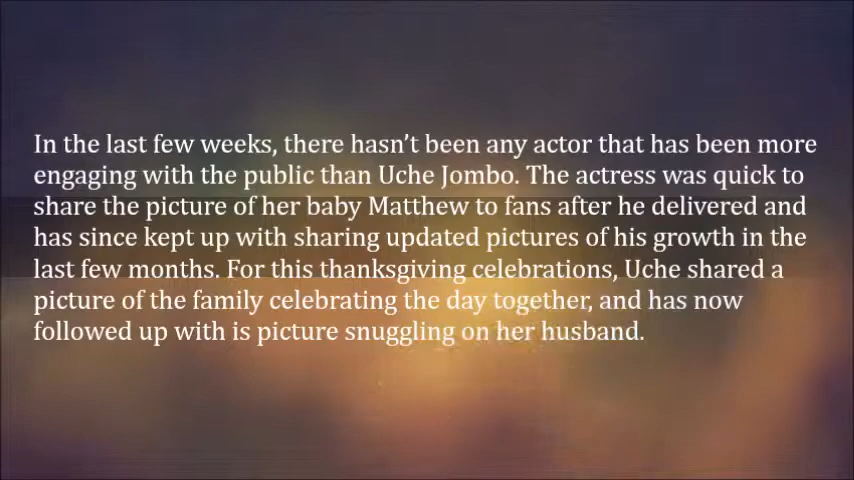 In the last few weeks, there hasn’t been any actor that has been more
engaging with the public than Uche Jombo. The actress was quick to
share the picture of her baby Matthew to fans after he delivered and
has since kept up with sharing updated pictures of his growth in the
last few months. For this thanksgiving celebrations, Uche shared a
picture of the family celebrating the day together, and has now
followed up with is picture snuggling on her husband.